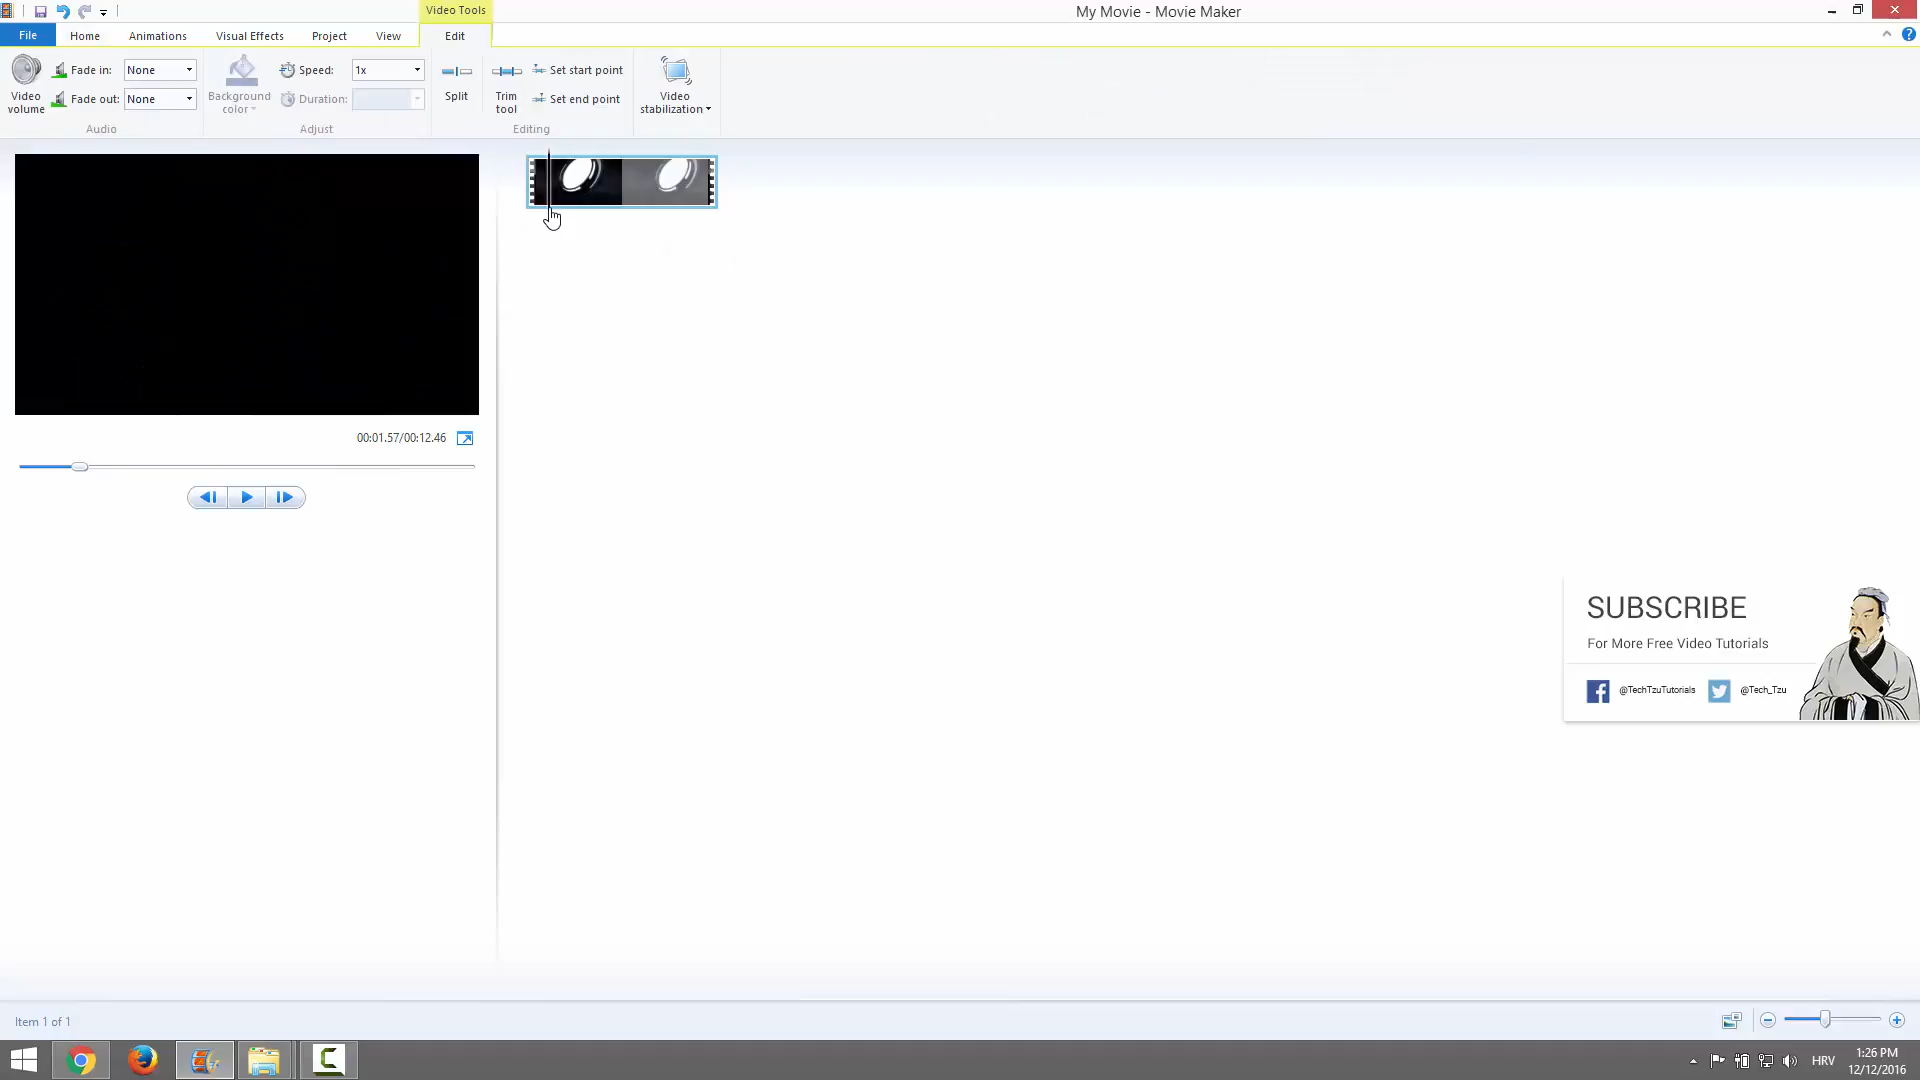 Video Tools
My Movie - Movie Maker
File
Home
Animations
Visual Effects
Project
View
Edit
Video volume
Fade in:
None
Fade out:
None
Audio
Background color
Speed:
1x
Duration:
Adjust
Split
Trim tool
Set start point
Set end point
Editing
Video stabilization
00:01.57/00:12.46
SUBSCRIBE
For More Free Video Tutorials
@TechTzuTutorials
@Tech_Tzu
Item 1 of 1
HRV
1:26 PM
12/12/2016